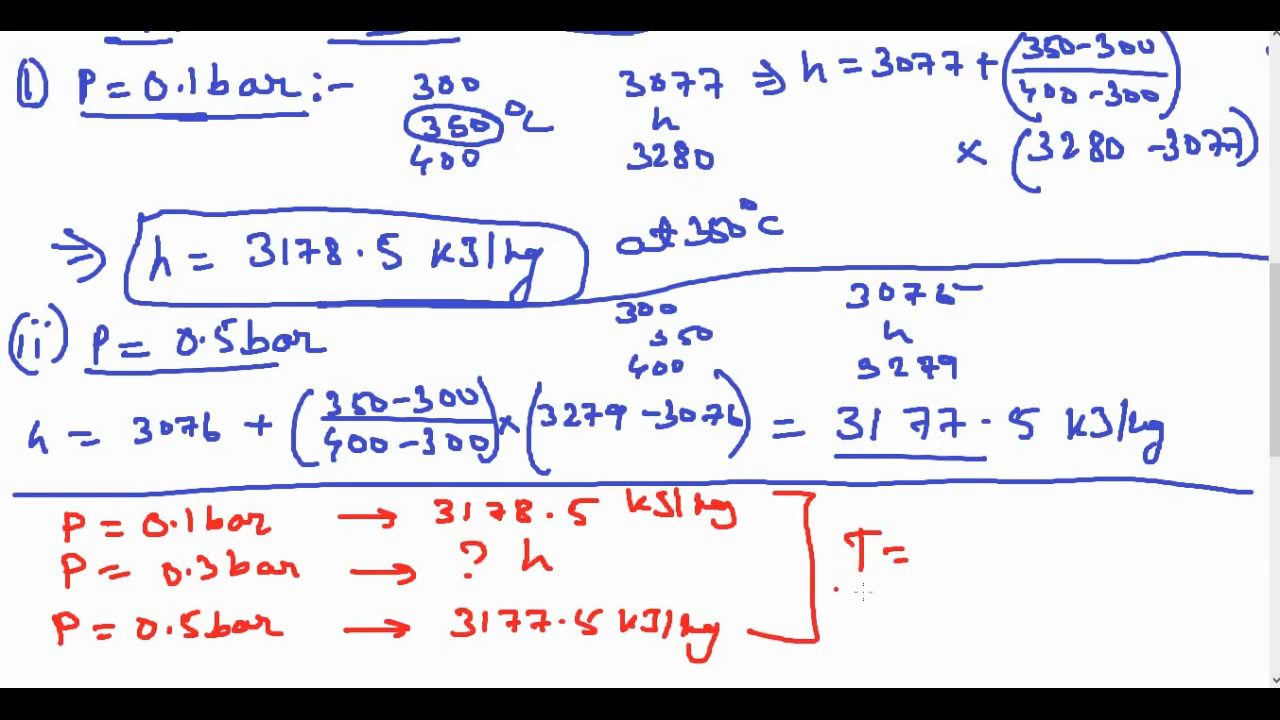 (i) P = 0.1 bar :- 300 3077 ⇒ h = 3077 + ((350-300)/(400-300))
350 °C h × (3280 - 3077)
400 3280
⇒ h = 3178.5 kJ/kg at 350°C
(ii) P = 0.5 bar 300 3076
350 h
400 3279
h = 3076 + ((350-300)/(400-300)) × (3279 - 3076) = 3177.5 kJ/kg
P = 0.1 bar → 3178.5 kJ/kg
P = 0.3 bar → ? h T =
P = 0.5 bar → 3177.5 kJ/kg